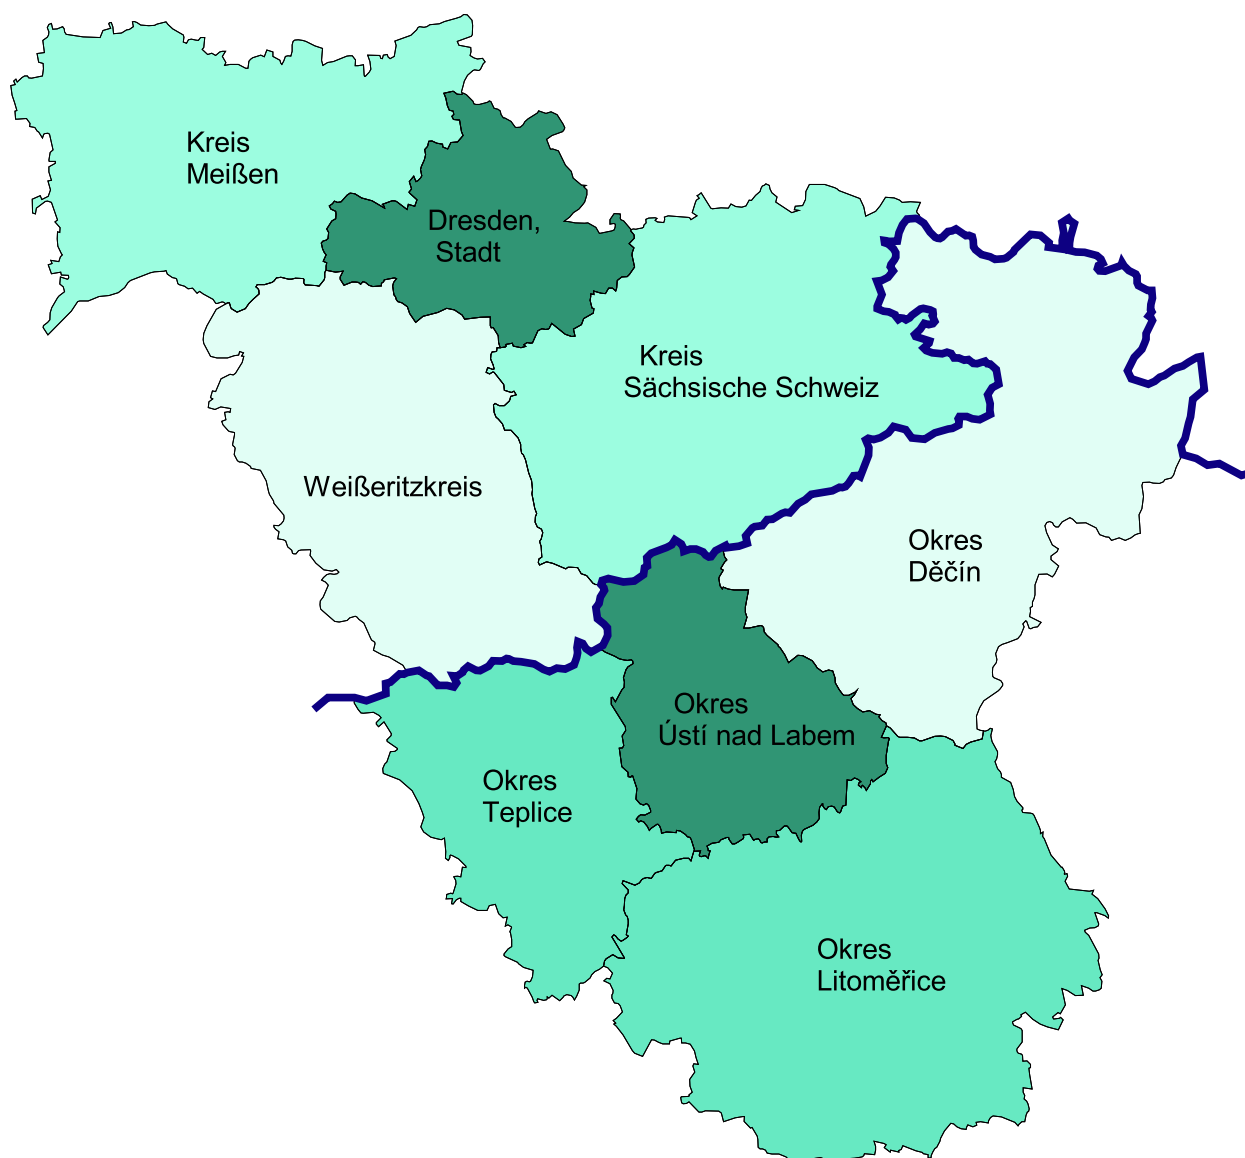 Kreis
Meißen
Dresden,
Stadt
Kreis
Sächsische Schweiz
Weißeritzkreis
Okres
Děčín
Okres
Ústí nad Labem
Okres
Teplice
Okres
Litoměřice